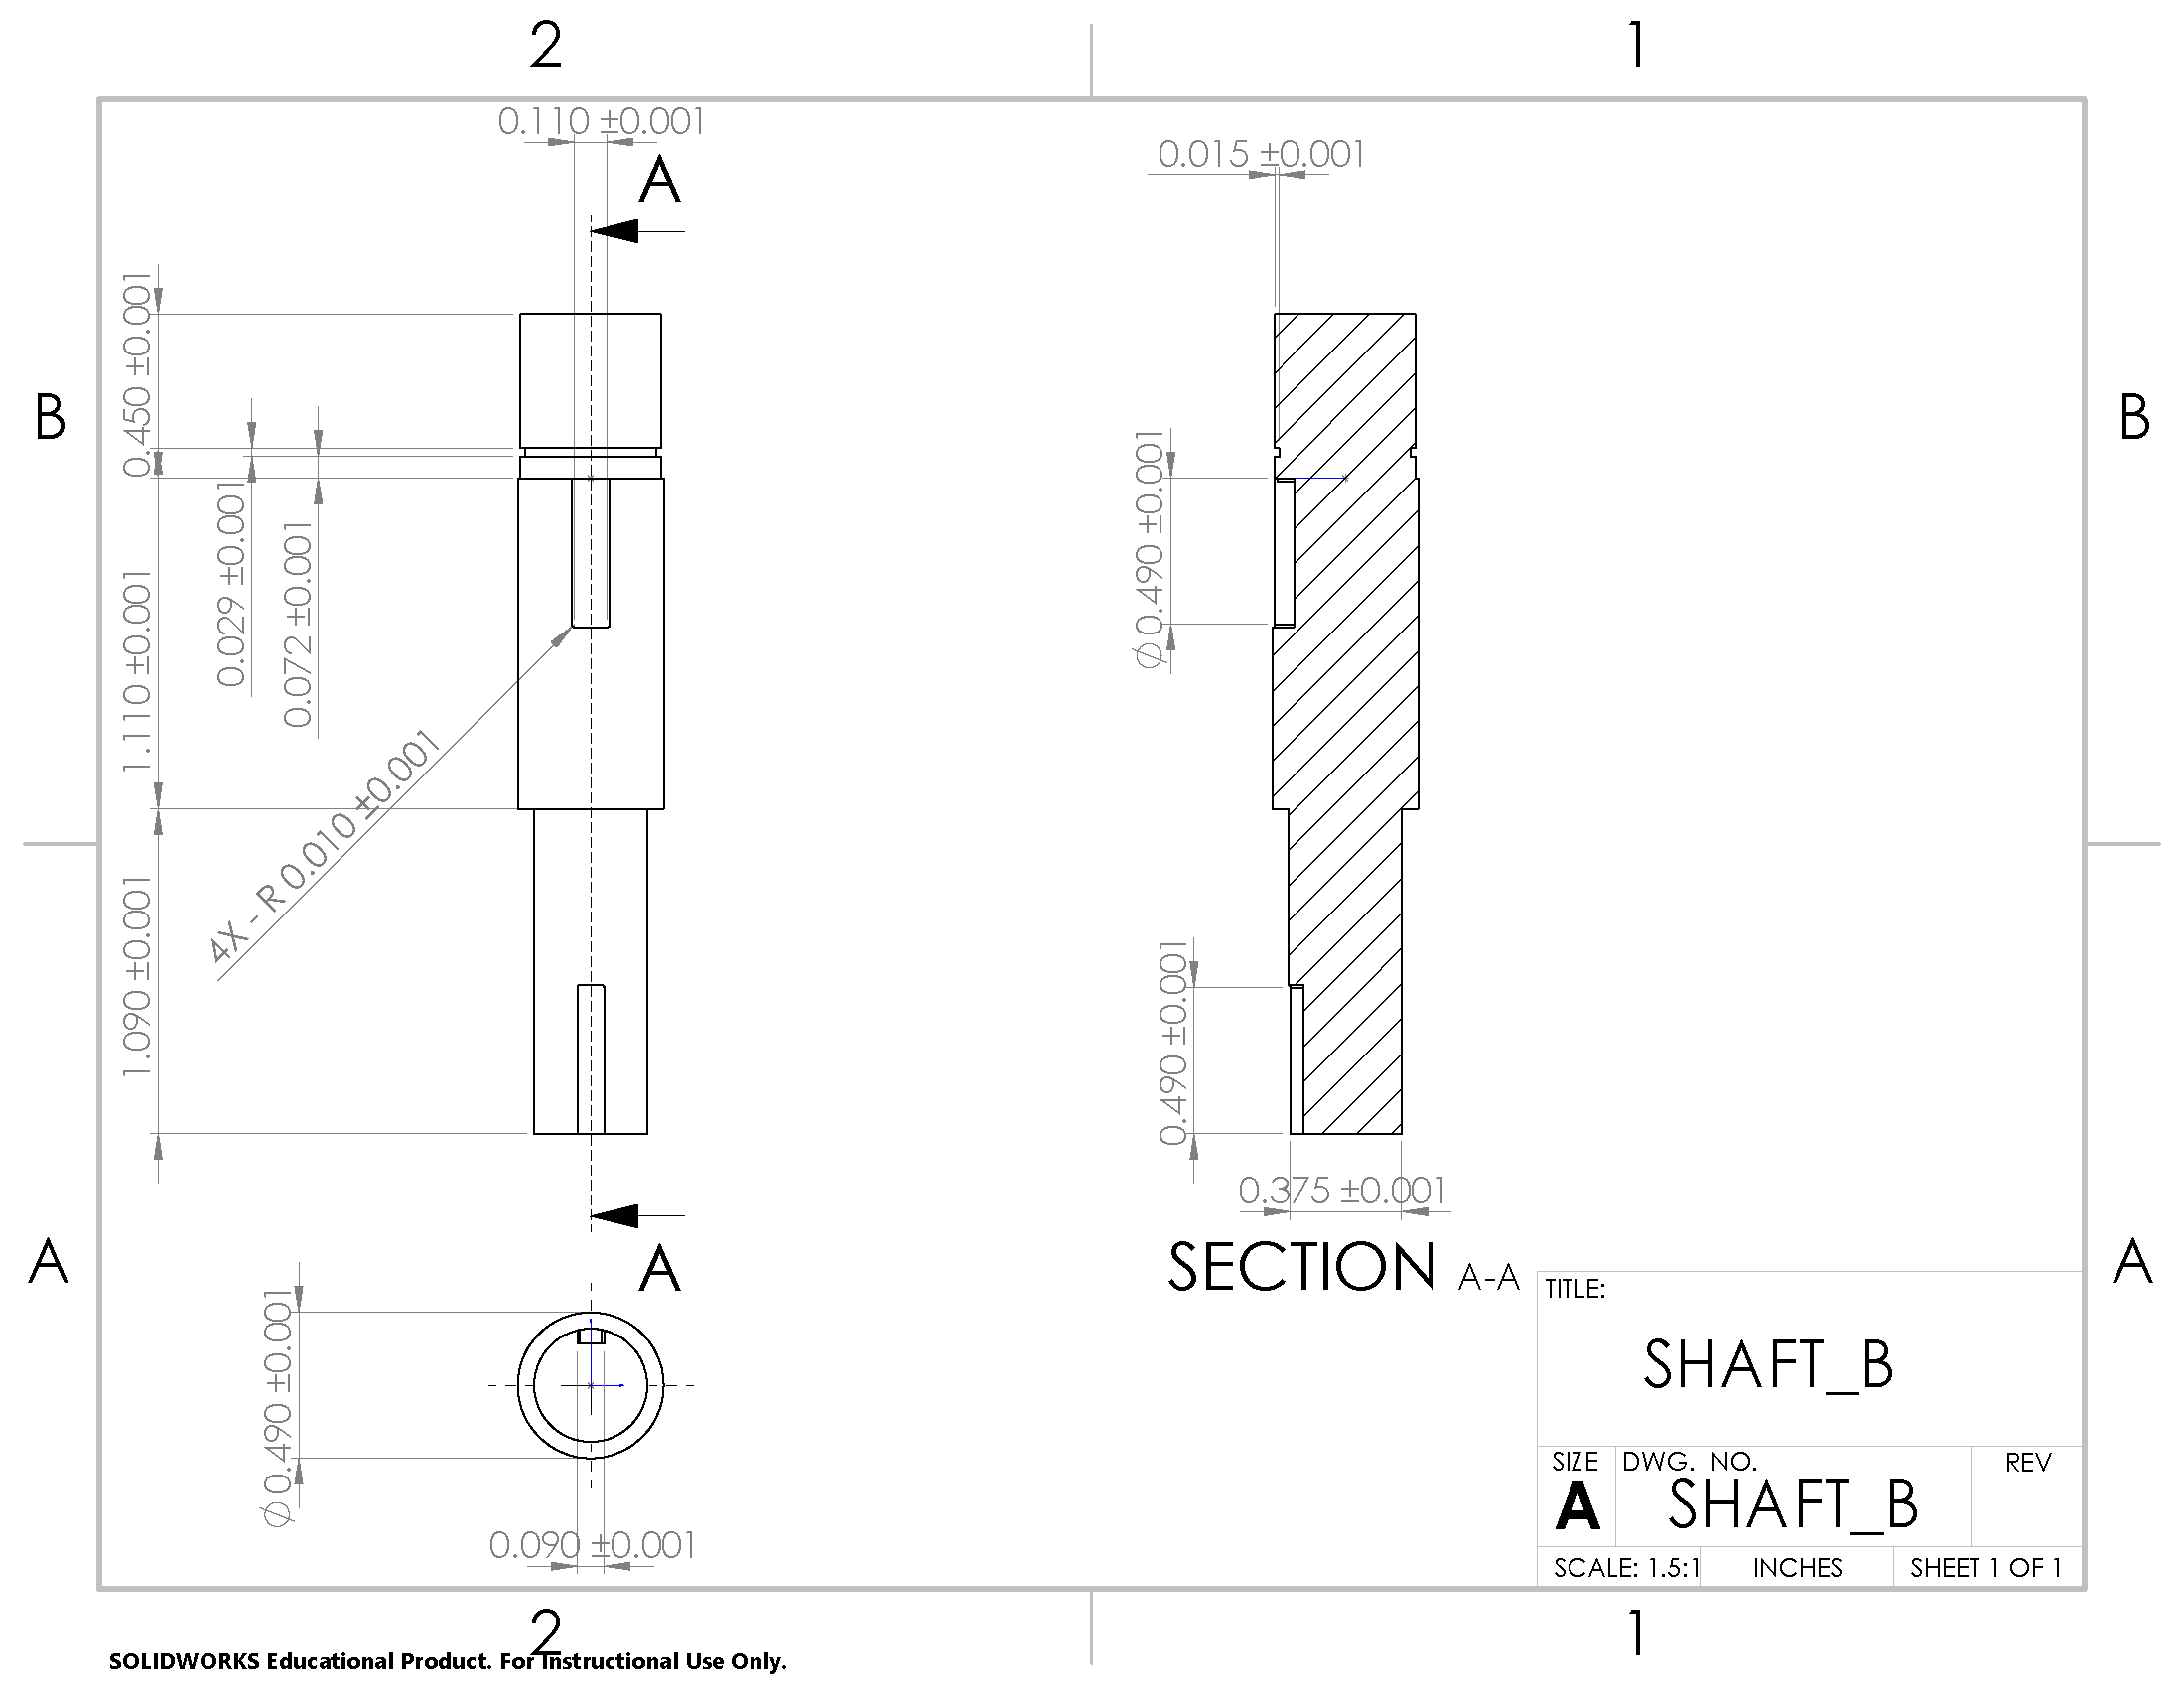 2
1
0.110 ±0.001
A
0.015 ±0.001
0.450 ±0.001
B
B
0.029 ±0.001
0.072 ±0.001
1.110 ±0.001
⌀0.490 ±0.001
4X - R 0.010 ±0.001
1.090 ±0.001
0.490 ±0.001
0.375 ±0.001
A
SECTION A-A
A
A
⌀0.490 ±0.001
0.090 ±0.001
TITLE:
SHAFT_B
SIZE
A
DWG. NO.
SHAFT_B
REV
SCALE: 1.5:1
INCHES
SHEET 1 OF 1
2
1
SOLIDWORKS Educational Product. For Instructional Use Only.